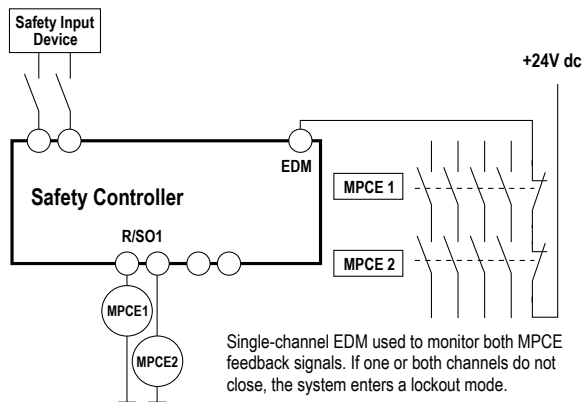 Safety Input
Device
+24V dc
EDM
Safety Controller
MPCE 1
R/SO1
MPCE 2
MPCE1
MPCE2
Single-channel EDM used to monitor both MPCE
feedback signals. If one or both channels do not
close, the system enters a lockout mode.